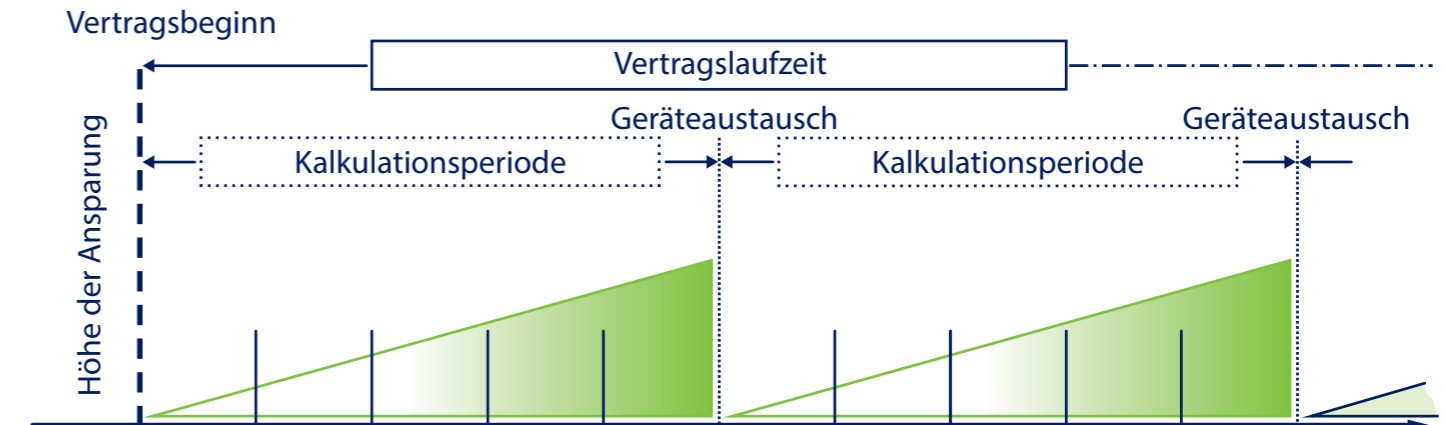 Vertragsbeginn
Vertragslaufzeit
Geräteaustausch
Geräteaustausch
Kalkulationsperiode
Kalkulationsperiode
Höhe der Ansparung